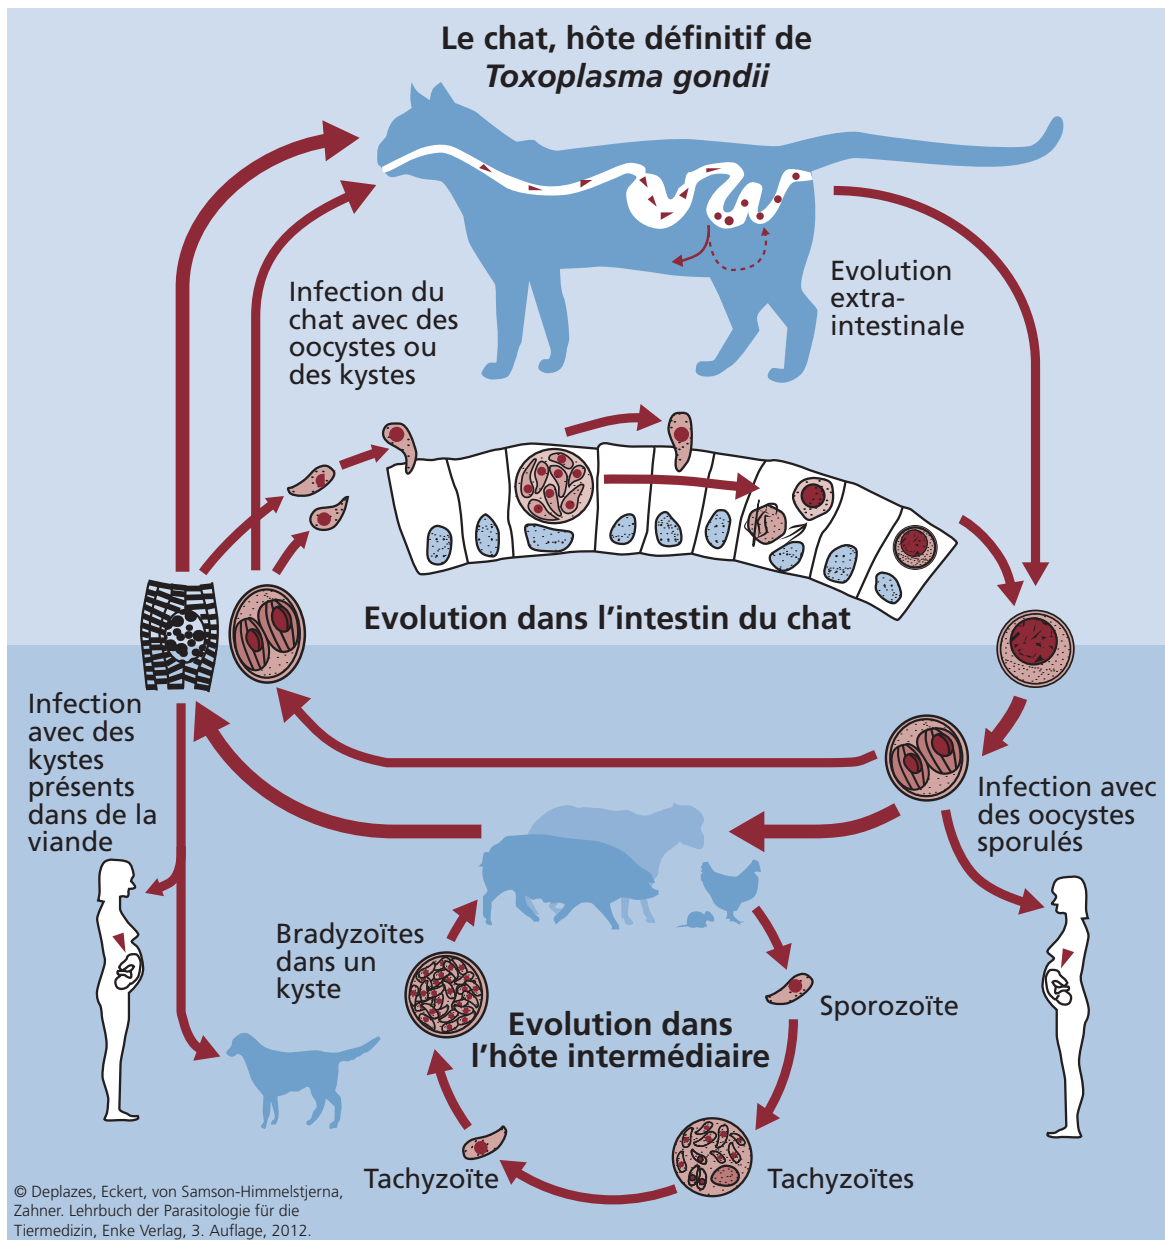 Le chat, hôte définitif de
Toxoplasma gondii
Infection du
chat avec des
oocystes ou
des kystes
Evolution
extra-
intestinale
Evolution dans l'intestin du chat
Infection
avec des
kystes
présents
dans de la
viande
Infection avec
des oocystes
sporulés
Bradyzoïtes
dans un
kyste
Sporozoïte
Evolution dans
l'hôte intermédiaire
Tachyzoïte
Tachyzoïtes
© Deplazes, Eckert, von Samson-Himmelstjerna,
Zahner. Lehrbuch der Parasitologie für die
Tiermedizin, Enke Verlag, 3. Auflage, 2012.